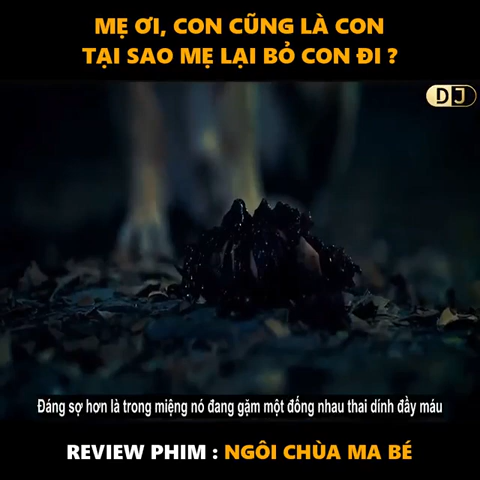 MẸ ƠI, CON CŨNG LÀ CON
TẠI SAO MẸ LẠI BỎ CON ĐI ?
DJ
Đáng sợ hơn là trong miệng nó đang gặm một đống nhau thai dính đầy máu
REVIEW PHIM : NGÔI CHÙA MA BÉ